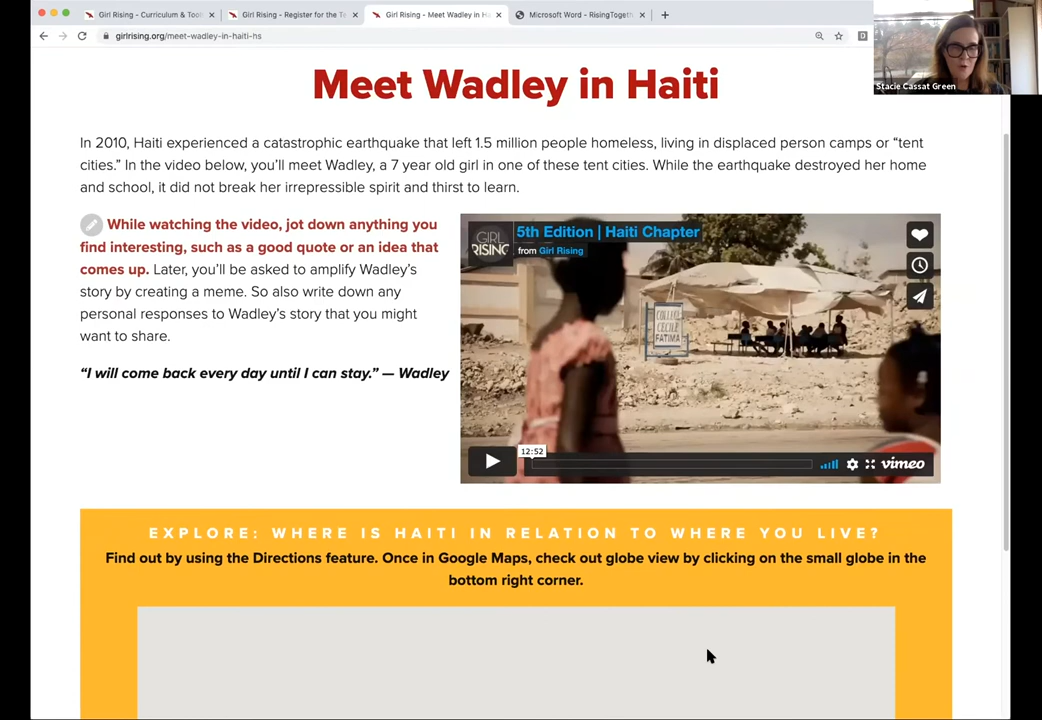 Girl Rising - Curriculum & Tool
Girl Rising - Register for the Te
Girl Rising - Meet Wadley in Ha
Microsoft Word - RisingTogeth
girlrising.org/meet-wadley-in-haiti-hs
Stacie Cassat Green
Meet Wadley in Haiti
In 2010, Haiti experienced a catastrophic earthquake that left 1.5 million people homeless, living in displaced person camps or “tent
cities.” In the video below, you’ll meet Wadley, a 7 year old girl in one of these tent cities. While the earthquake destroyed her home
and school, it did not break her irrepressible spirit and thirst to learn.
While watching the video, jot down anything you
find interesting, such as a good quote or an idea that
comes up. Later, you’ll be asked to amplify Wadley’s
story by creating a meme. So also write down any
personal responses to Wadley’s story that you might
want to share.
“I will come back every day until I can stay.” — Wadley
GIRL
RISING
5th Edition | Haiti Chapter
from Girl Rising
COLLEGE
CECILE
FATIMA
12:52
vimeo
EXPLORE: WHERE IS HAITI IN RELATION TO WHERE YOU LIVE?
Find out by using the Directions feature. Once in Google Maps, check out globe view by clicking on the small globe in the
bottom right corner.